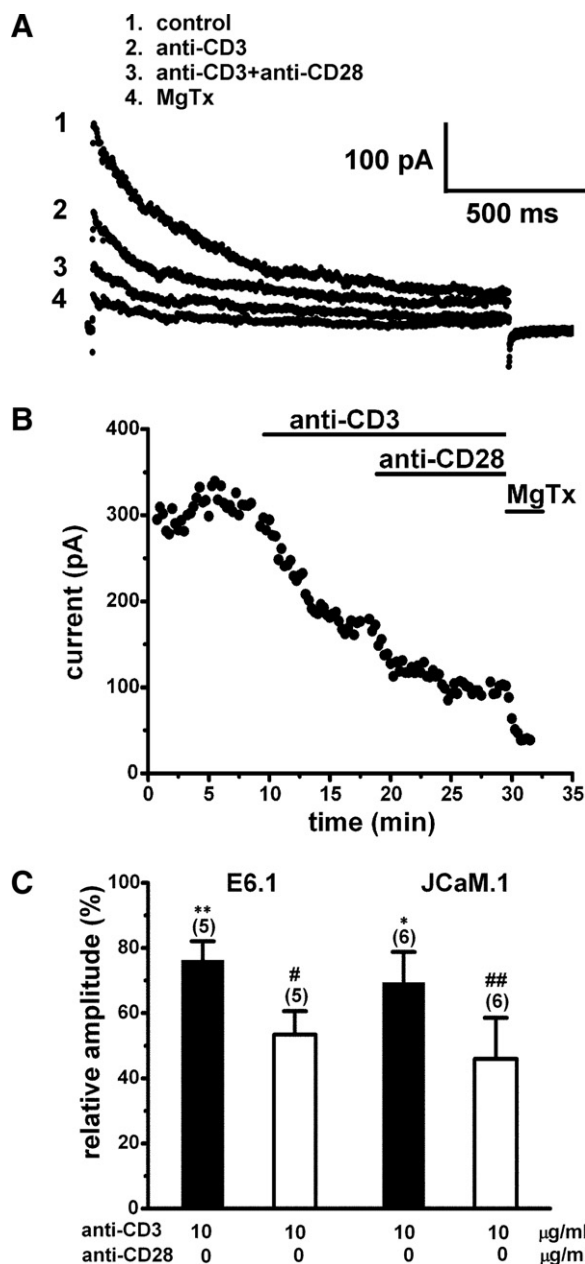 A
1. control
2. anti-CD3
3. anti-CD3+anti-CD28
4. MgTx
1
2
3
4
100 pA
500 ms
B
anti-CD3
anti-CD28
MgTx
400
300
200
100
0
current (pA)
0 5 10 15 20 25 30 35
time (min)
C
E6.1 JCaM.1
100
80
60
40
20
0
relative amplitude (%)
** * 
(5) (6)
# ##
(5) (6)
anti-CD3 10 10 10 10 μg/ml
anti-CD28 0 0 0 0 μg/m